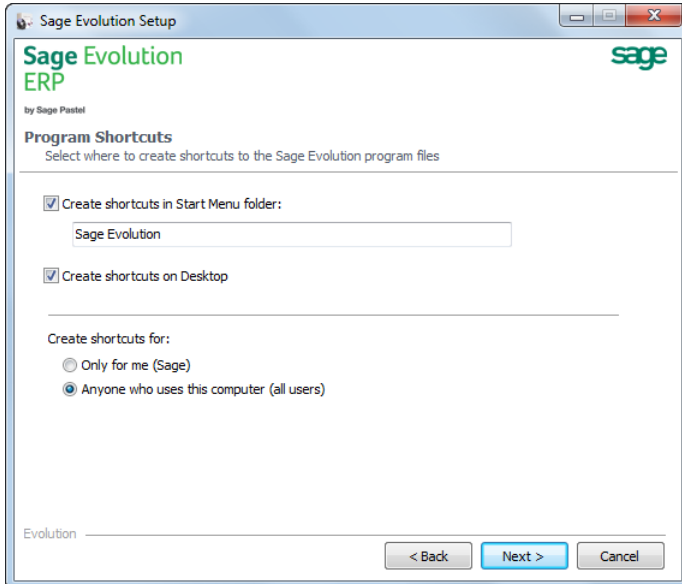 Sage Evolution Setup
Sage Evolution
ERP
sage
by Sage Pastel
Program Shortcuts
Select where to create shortcuts to the Sage Evolution program files
Create shortcuts in Start Menu folder:
Sage Evolution
Create shortcuts on Desktop
Create shortcuts for:
Only for me (Sage)
Anyone who uses this computer (all users)
Evolution
< Back
Next >
Cancel